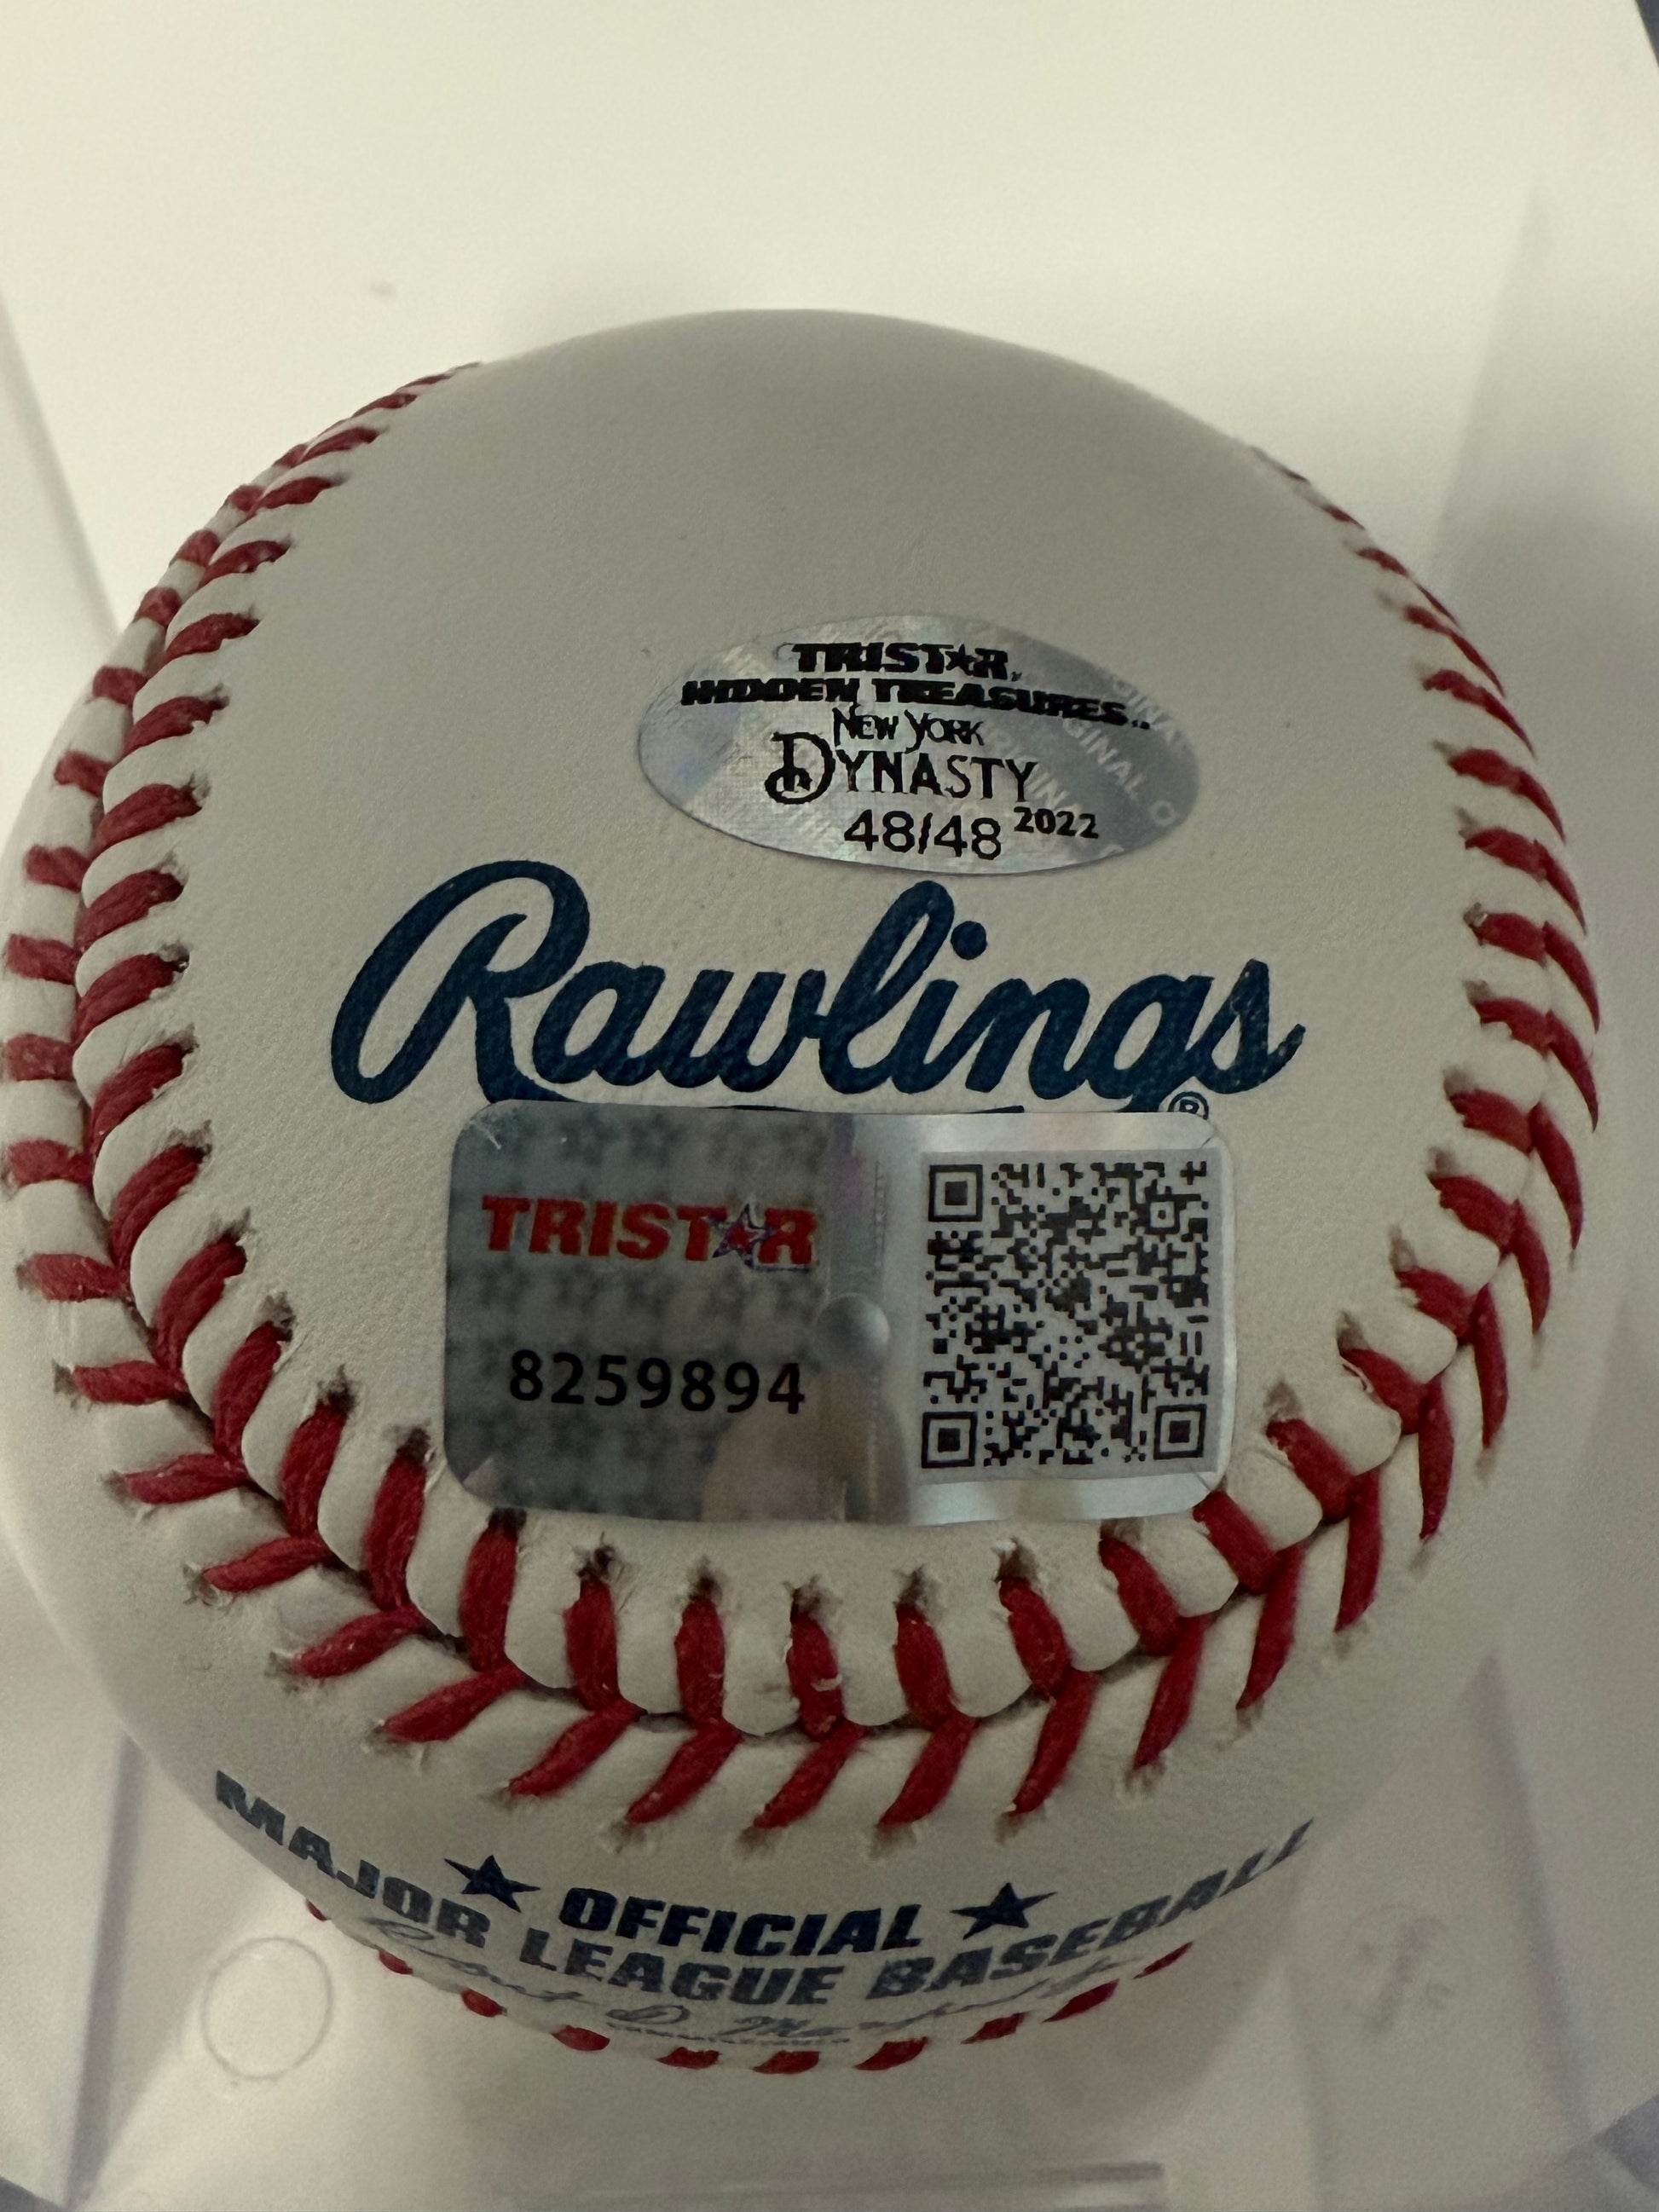 TRISTAR
HIDDEN TREASURES
NEW YORK
DYNASTY
48/48 2022
Rawlings®
TRISTAR
8259894
OFFICIAL
MAJOR LEAGUE BASEBALL